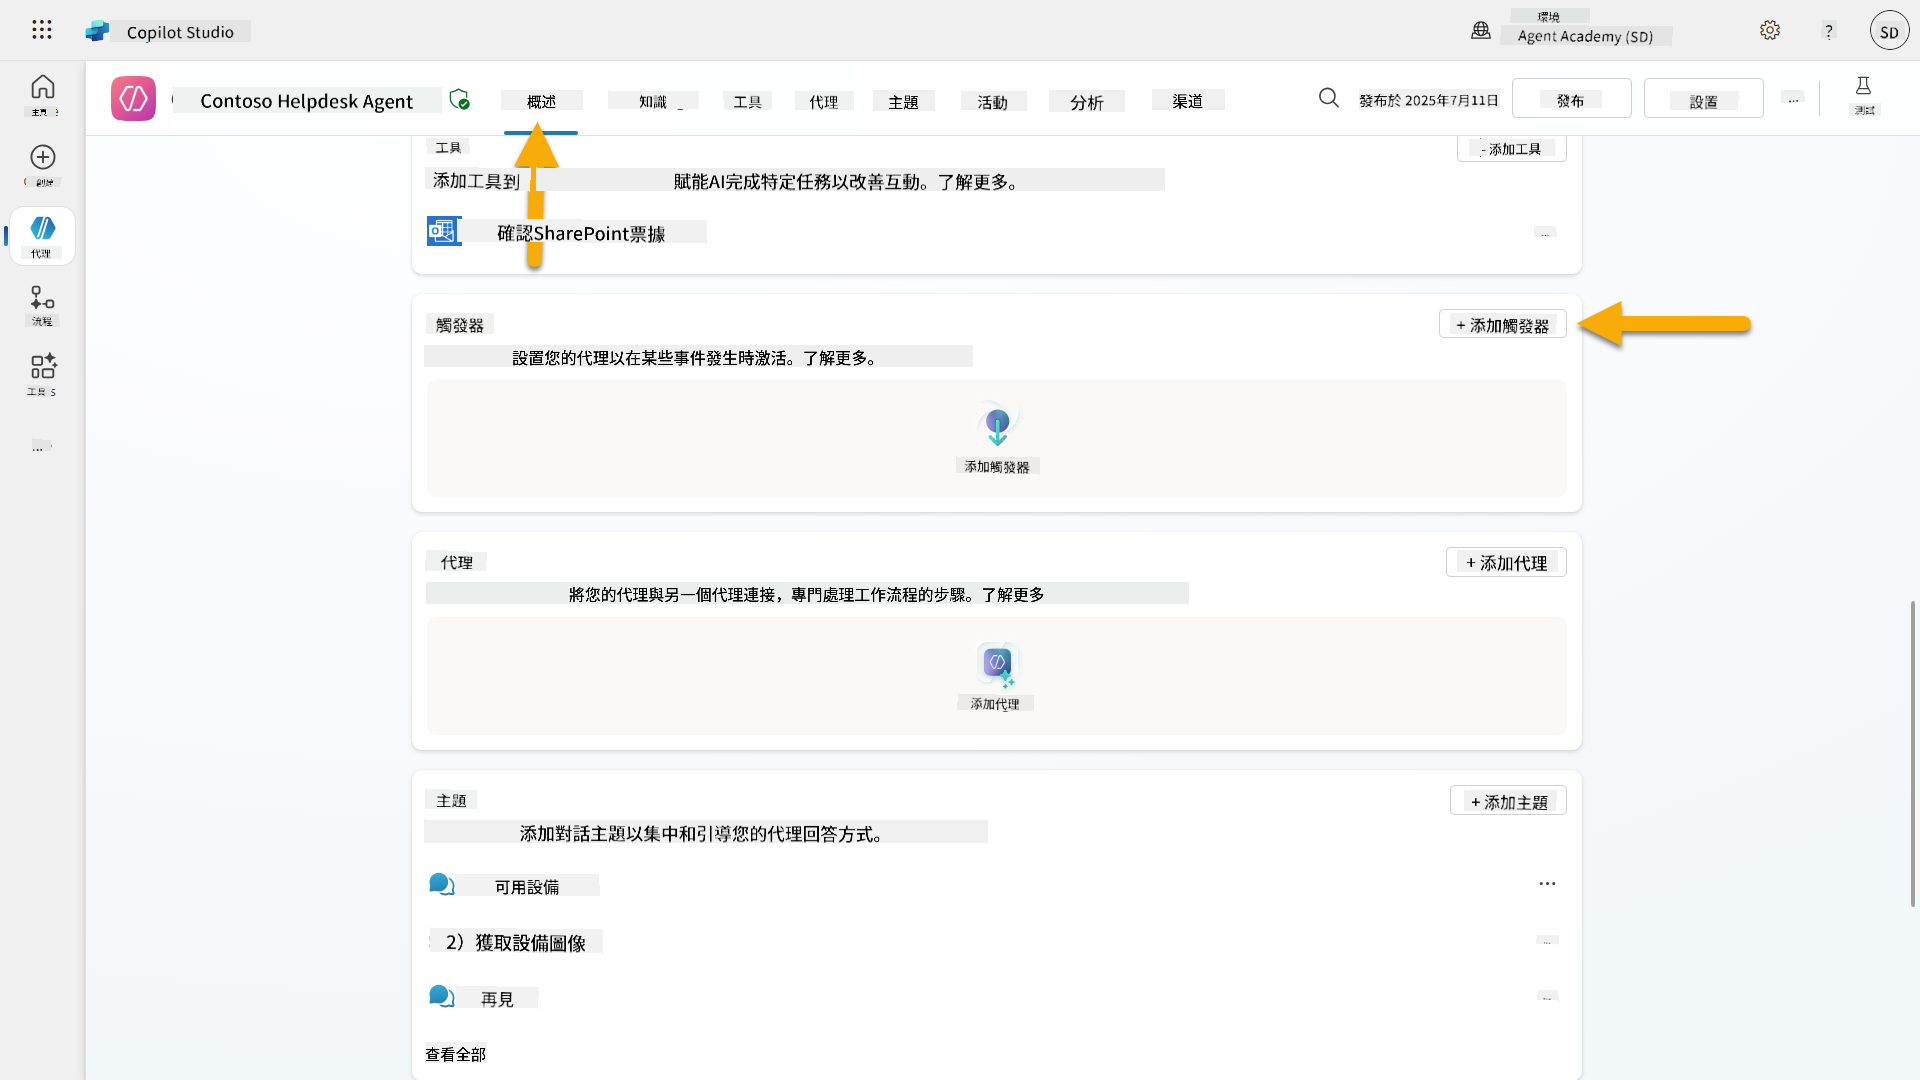 Copilot Studio
環境
Agent Academy (SD)
?
SD
主頁
創建
代理
流程
工具 S
...
Contoso Helpdesk Agent
概述
知識
工具
代理
主題
活動
分析
渠道
發布於 2025年7月11日
发布
設置
...
測試
工具
添加工具
添加工具到
賦能AI完成特定任務以改善互動。了解更多。
確認SharePoint票據
...
觸發器
+ 添加觸發器
設置您的代理以在某些事件發生時激活。了解更多。
添加觸發器
代理
+ 添加代理
將您的代理與另一個代理連接，專門處理工作流程的步驟。了解更多
添加代理
主題
+ 添加主題
添加對話主題以集中和引導您的代理回答方式。
可用設備
...
2）獲取設備圖像
...
再見
...
查看全部